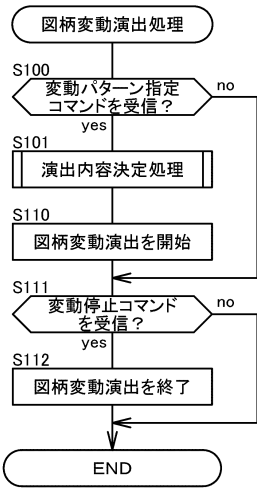 図柄変動演出処理
S100
変動パターン指定
コマンドを受信？
no
yes
S101
演出内容決定処理
S110
図柄変動演出を開始
S111
変動停止コマンド
を受信？
no
yes
S112
図柄変動演出を終了
END